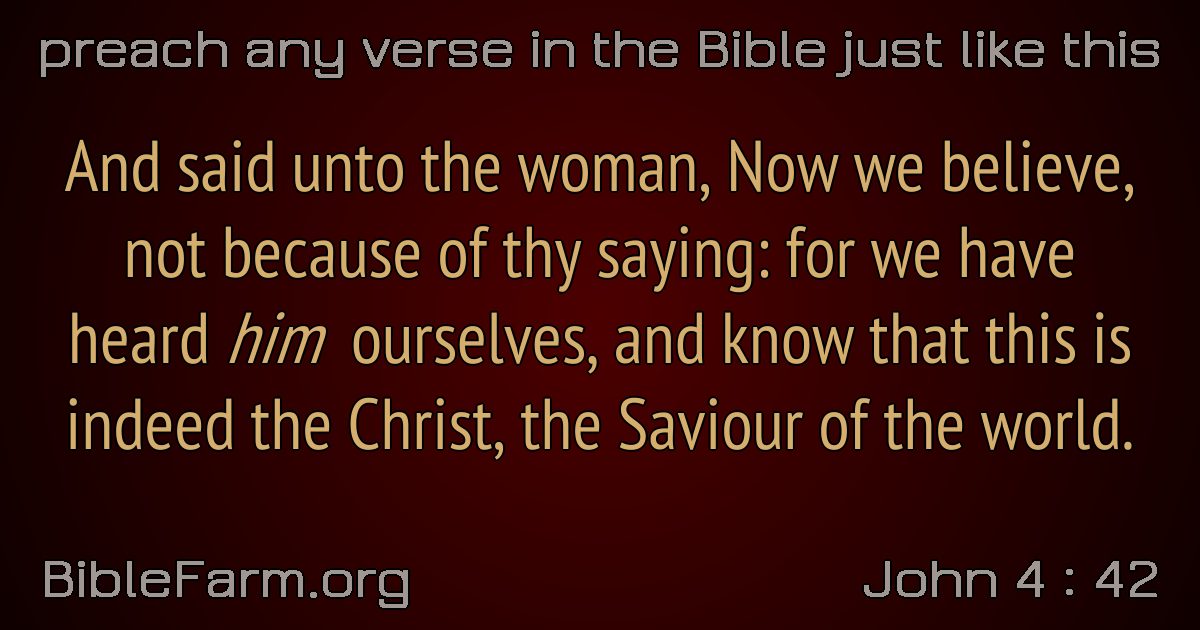 preach any verse in the Bible just like this
And said unto the woman, Now we believe,
not because of thy saying: for we have
heard him ourselves, and know that this is
indeed the Christ, the Saviour of the world.
BibleFarm.org
John 4 : 42